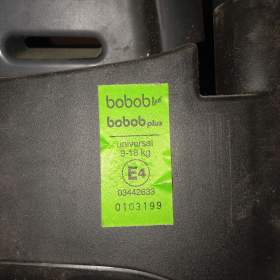 bobob
bobob plus
universal
9-18 kg
E4
03442633
0103199